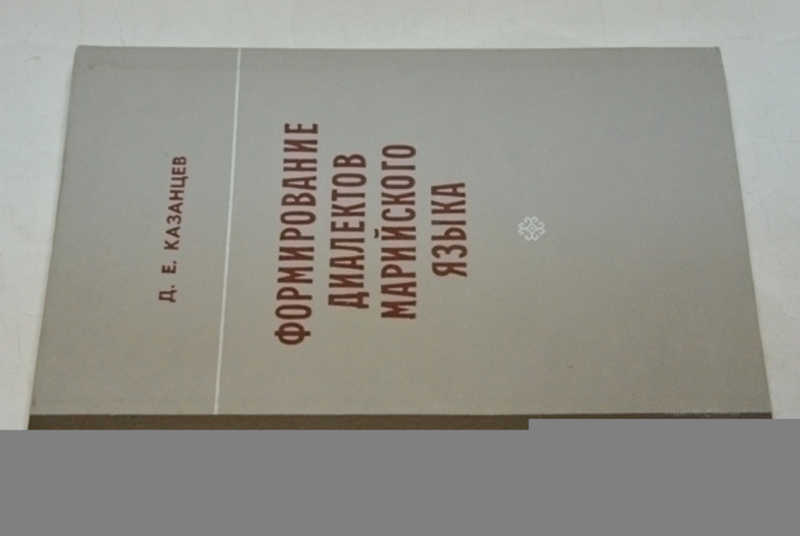 Д. Е. КАЗАНЦЕВ
ФОРМИРОВАНИЕ
ДИАЛЕКТОВ
МАРИЙСКОГО
ЯЗЫКА